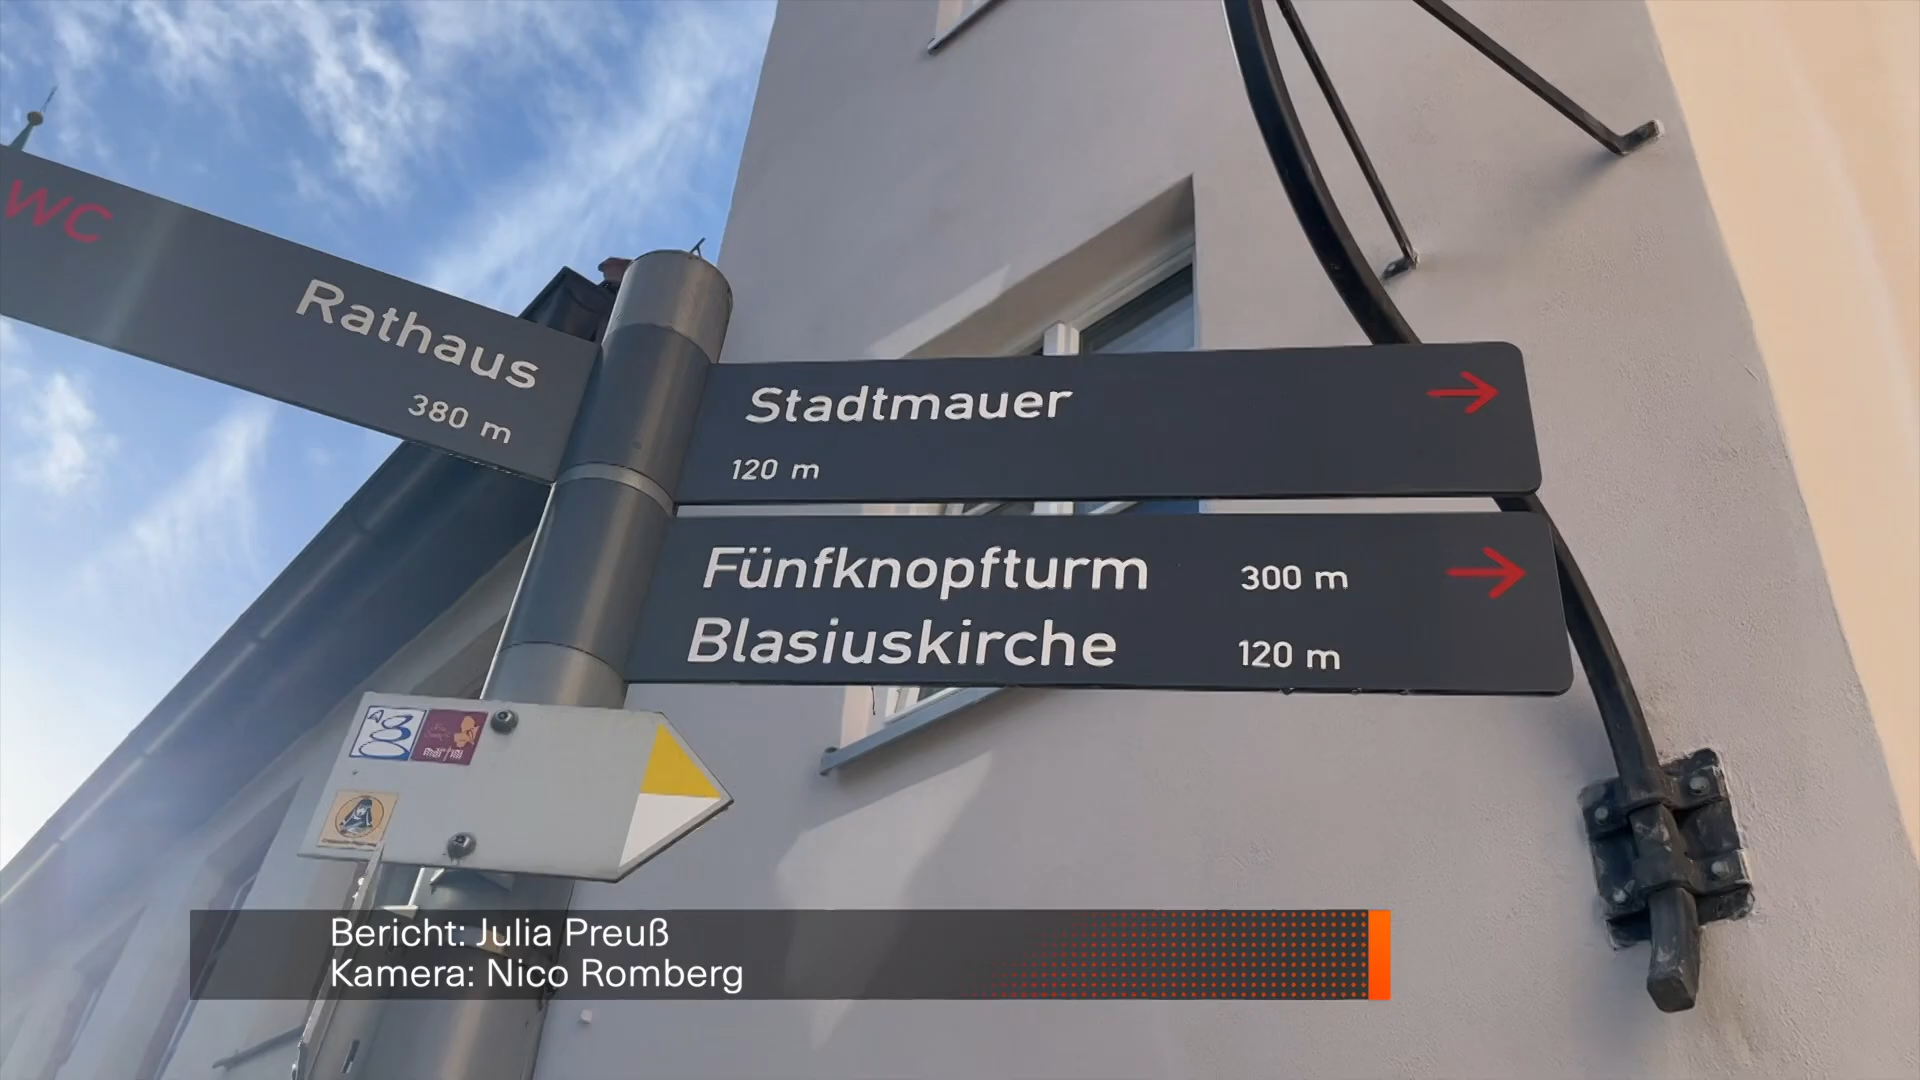 WC
Rathaus
380 m
Stadtmauer
120 m
Fünfknopfturm 300 m
Blasiuskirche 120 m
Bericht: Julia Preuß
Kamera: Nico Romberg